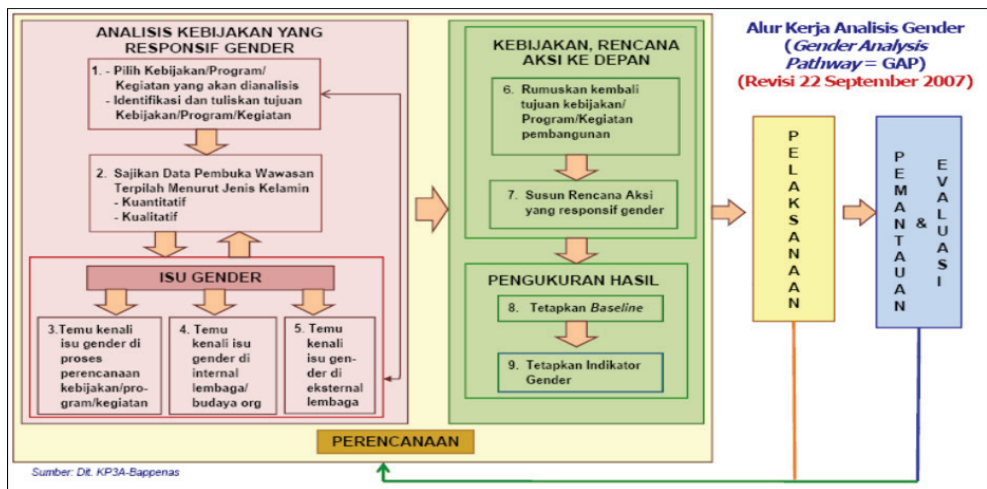 ANALISIS KEBIJAKAN YANG
RESPONSIF GENDER
1. - Pilih Kebijakan/Program/
Kegiatan yang akan dianalisis
- Identifikasi dan tuliskan tujuan
Kebijakan/Program/Kegiatan
2. Sajikan Data Pembuka Wawasan
Terpilah Menurut Jenis Kelamin
- Kuantitatif
- Kualitatif
ISU GENDER
3.Temu kenali
isu gender di
proses
perencanaan
kebijakan/pro-
gram/kegiatan
4. Temu
kenali isu
gender di
internal
lembaga/
budaya org
5. Temu
kenali
isu gen-
der di
eksternal
lembaga
KEBIJAKAN, RENCANA
AKSI KE DEPAN
6. Rumuskan kembali
tujuan kebijakan/
Program/Kegiatan
pembangunan
7. Susun Rencana Aksi
yang responsif gender
PENGUKURAN HASIL
8. Tetapkan Baseline
9. Tetapkan Indikator
Gender
PERENCANAAN
Alur Kerja Analisis Gender
(Gender Analysis
Pathway = GAP)
(Revisi 22 September 2007)
PELAKSANAAN
PEMANTAUAN
&
EVALUASI
Sumber: Dit. KP3A-Bappenas